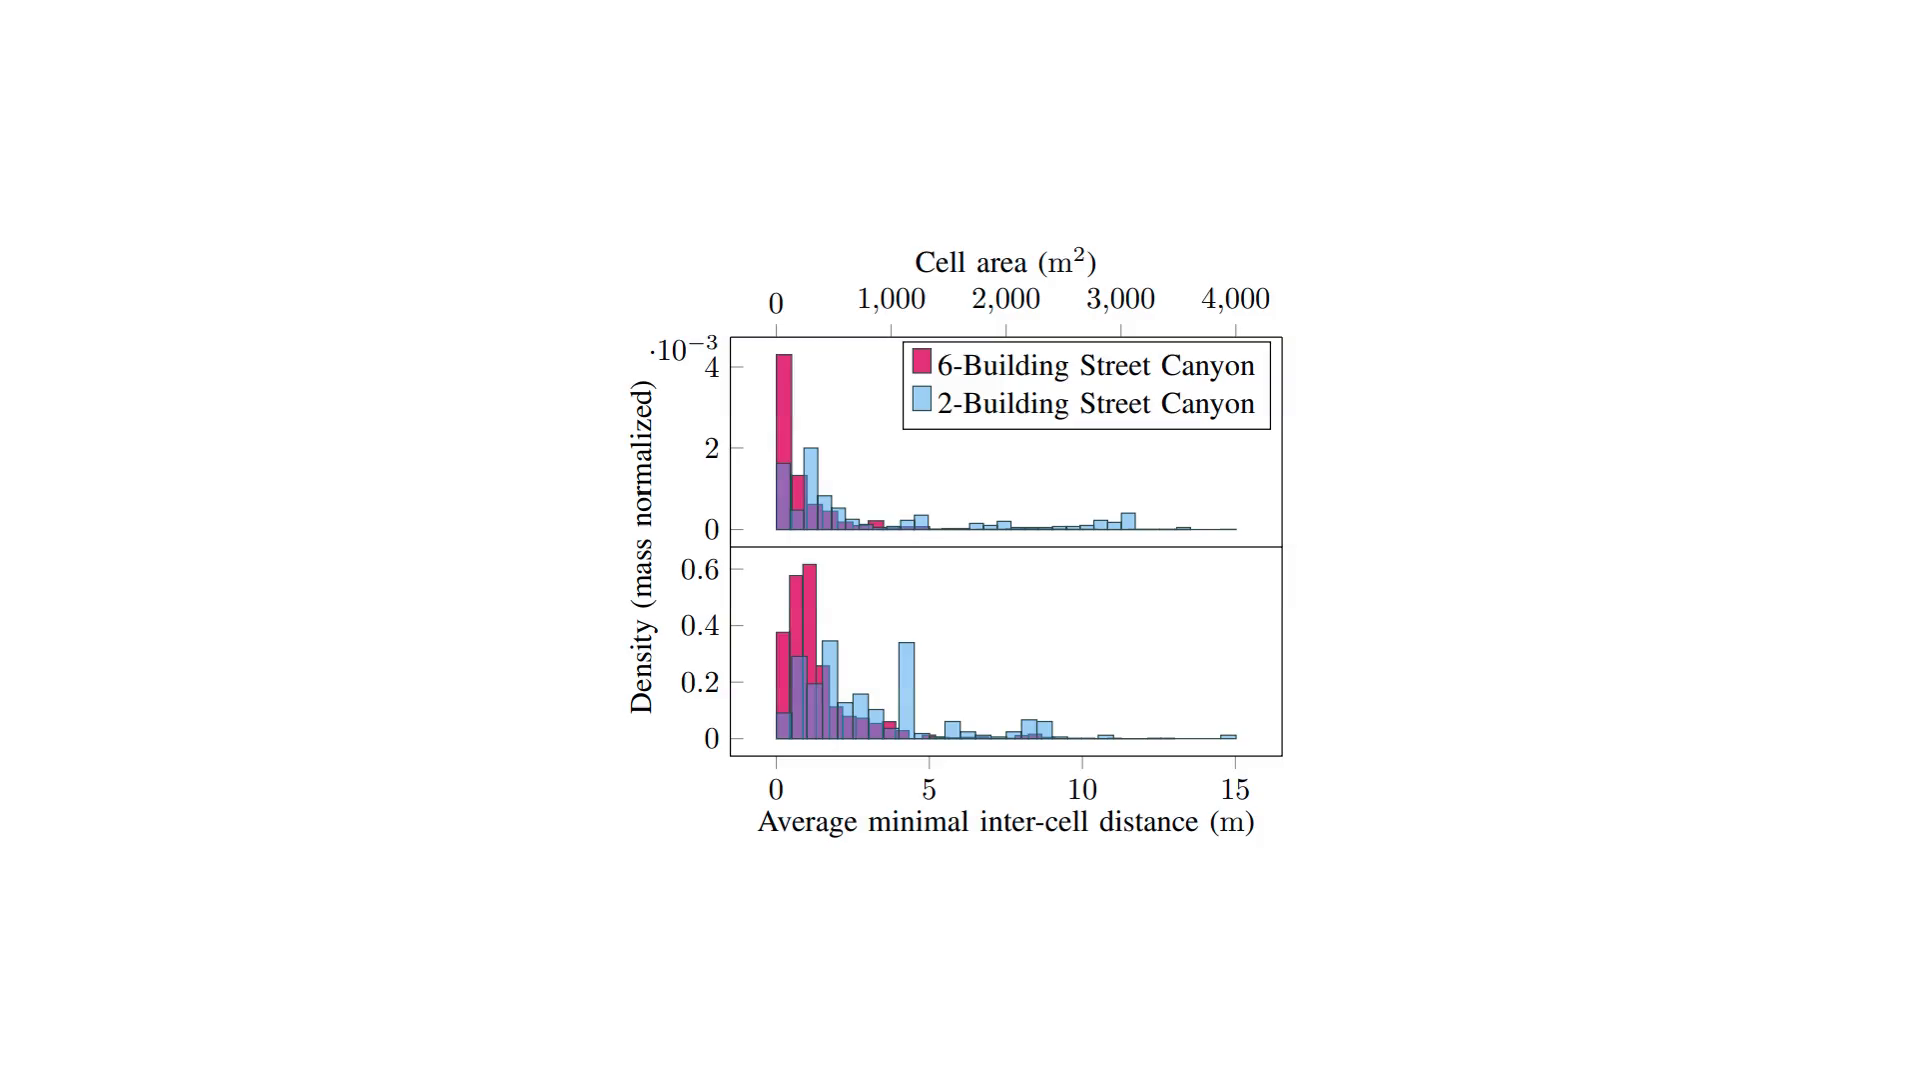 Cell area (m²)
0 1,000 2,000 3,000 4,000
·10⁻³
4
2
0
6-Building Street Canyon
2-Building Street Canyon
Density (mass normalized)
0.6
0.4
0.2
0
0 5 10 15
Average minimal inter-cell distance (m)